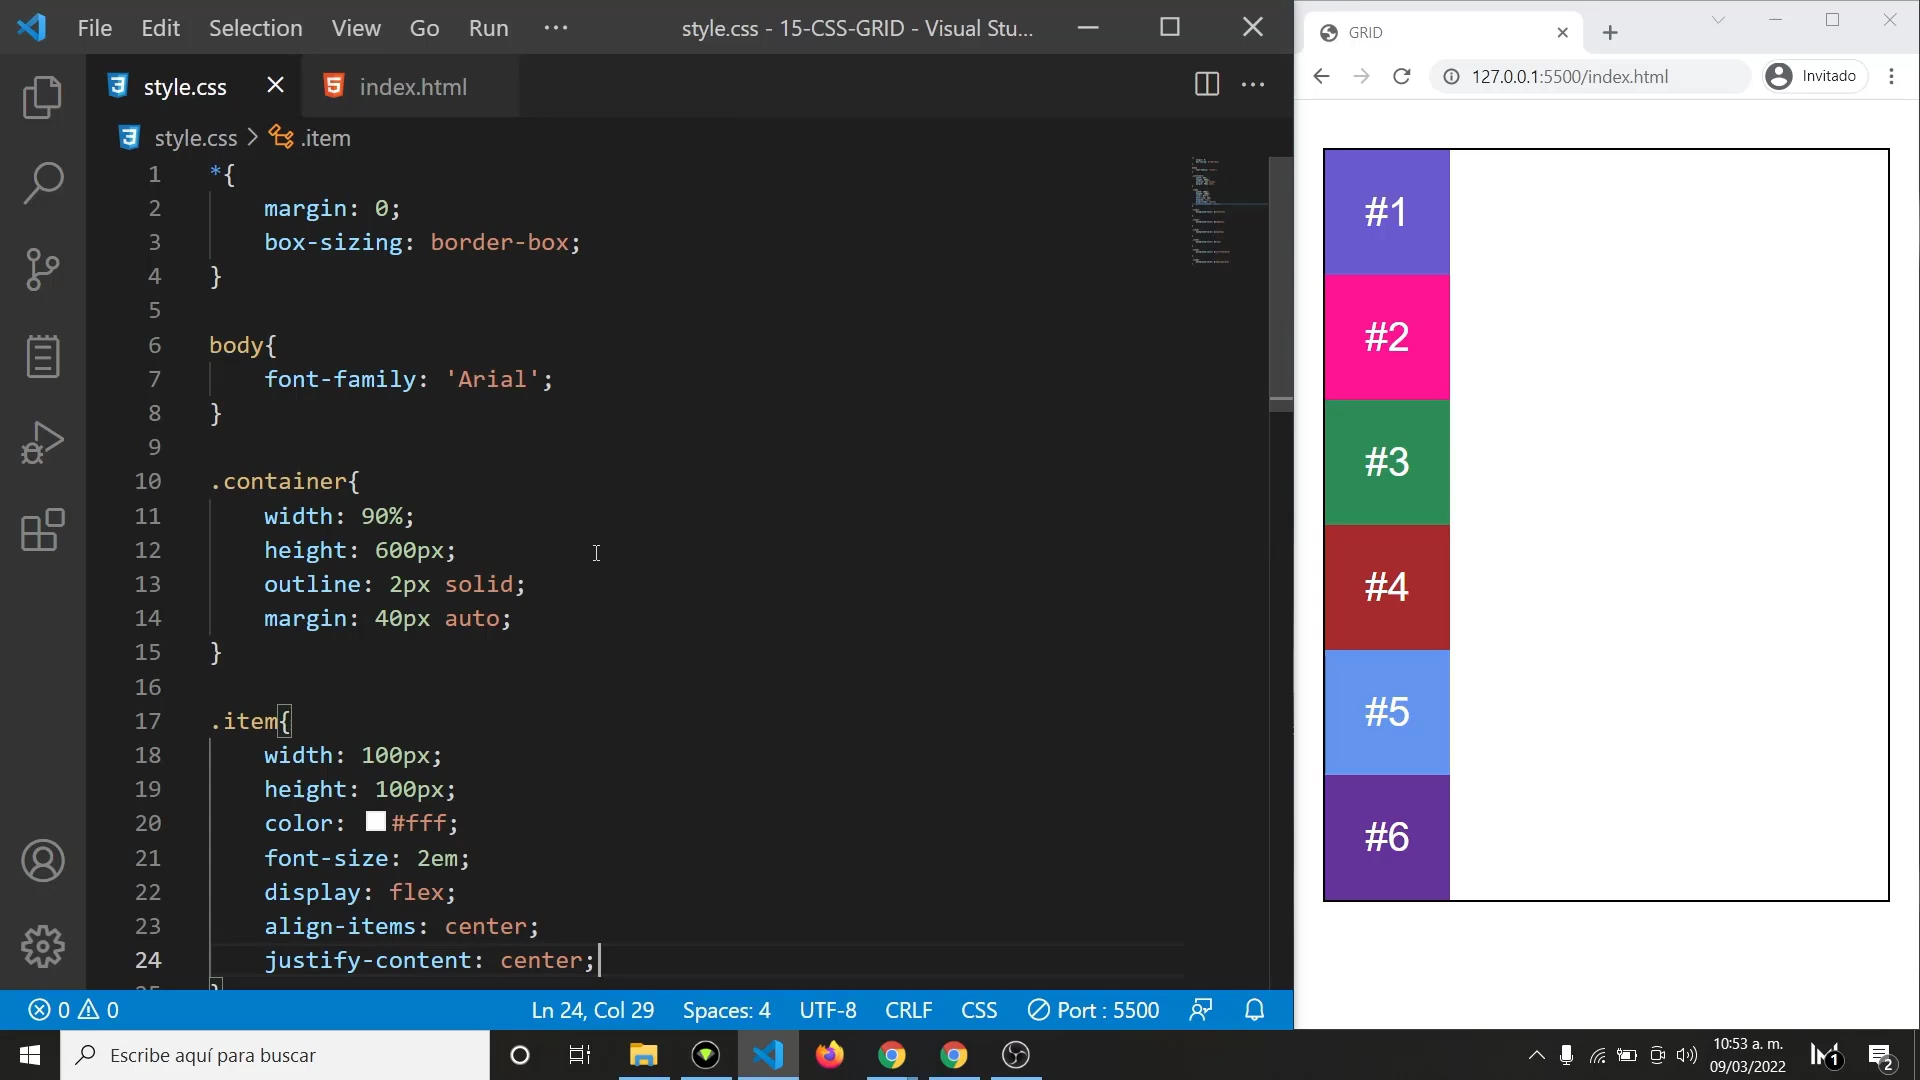 File Edit Selection View Go Run ··· style.css - 15-CSS-GRID - Visual Stu...
style.css index.html
style.css > .item
1 *{
2 margin: 0;
3 box-sizing: border-box;
4 }
5
6 body{
7 font-family: 'Arial';
8 }
9
10 .container{
11 width: 90%;
12 height: 600px;
13 outline: 2px solid;
14 margin: 40px auto;
15 }
16
17 .item{
18 width: 100px;
19 height: 100px;
20 color: #fff;
21 font-size: 2em;
22 display: flex;
23 align-items: center;
24 justify-content: center;
0 0 Ln 24, Col 29 Spaces: 4 UTF-8 CRLF CSS Port : 5500
GRID
127.0.0.1:5500/index.html Invitado
#1
#2
#3
#4
#5
#6
Escribe aquí para buscar
10:53 a. m.
09/03/2022
1
2